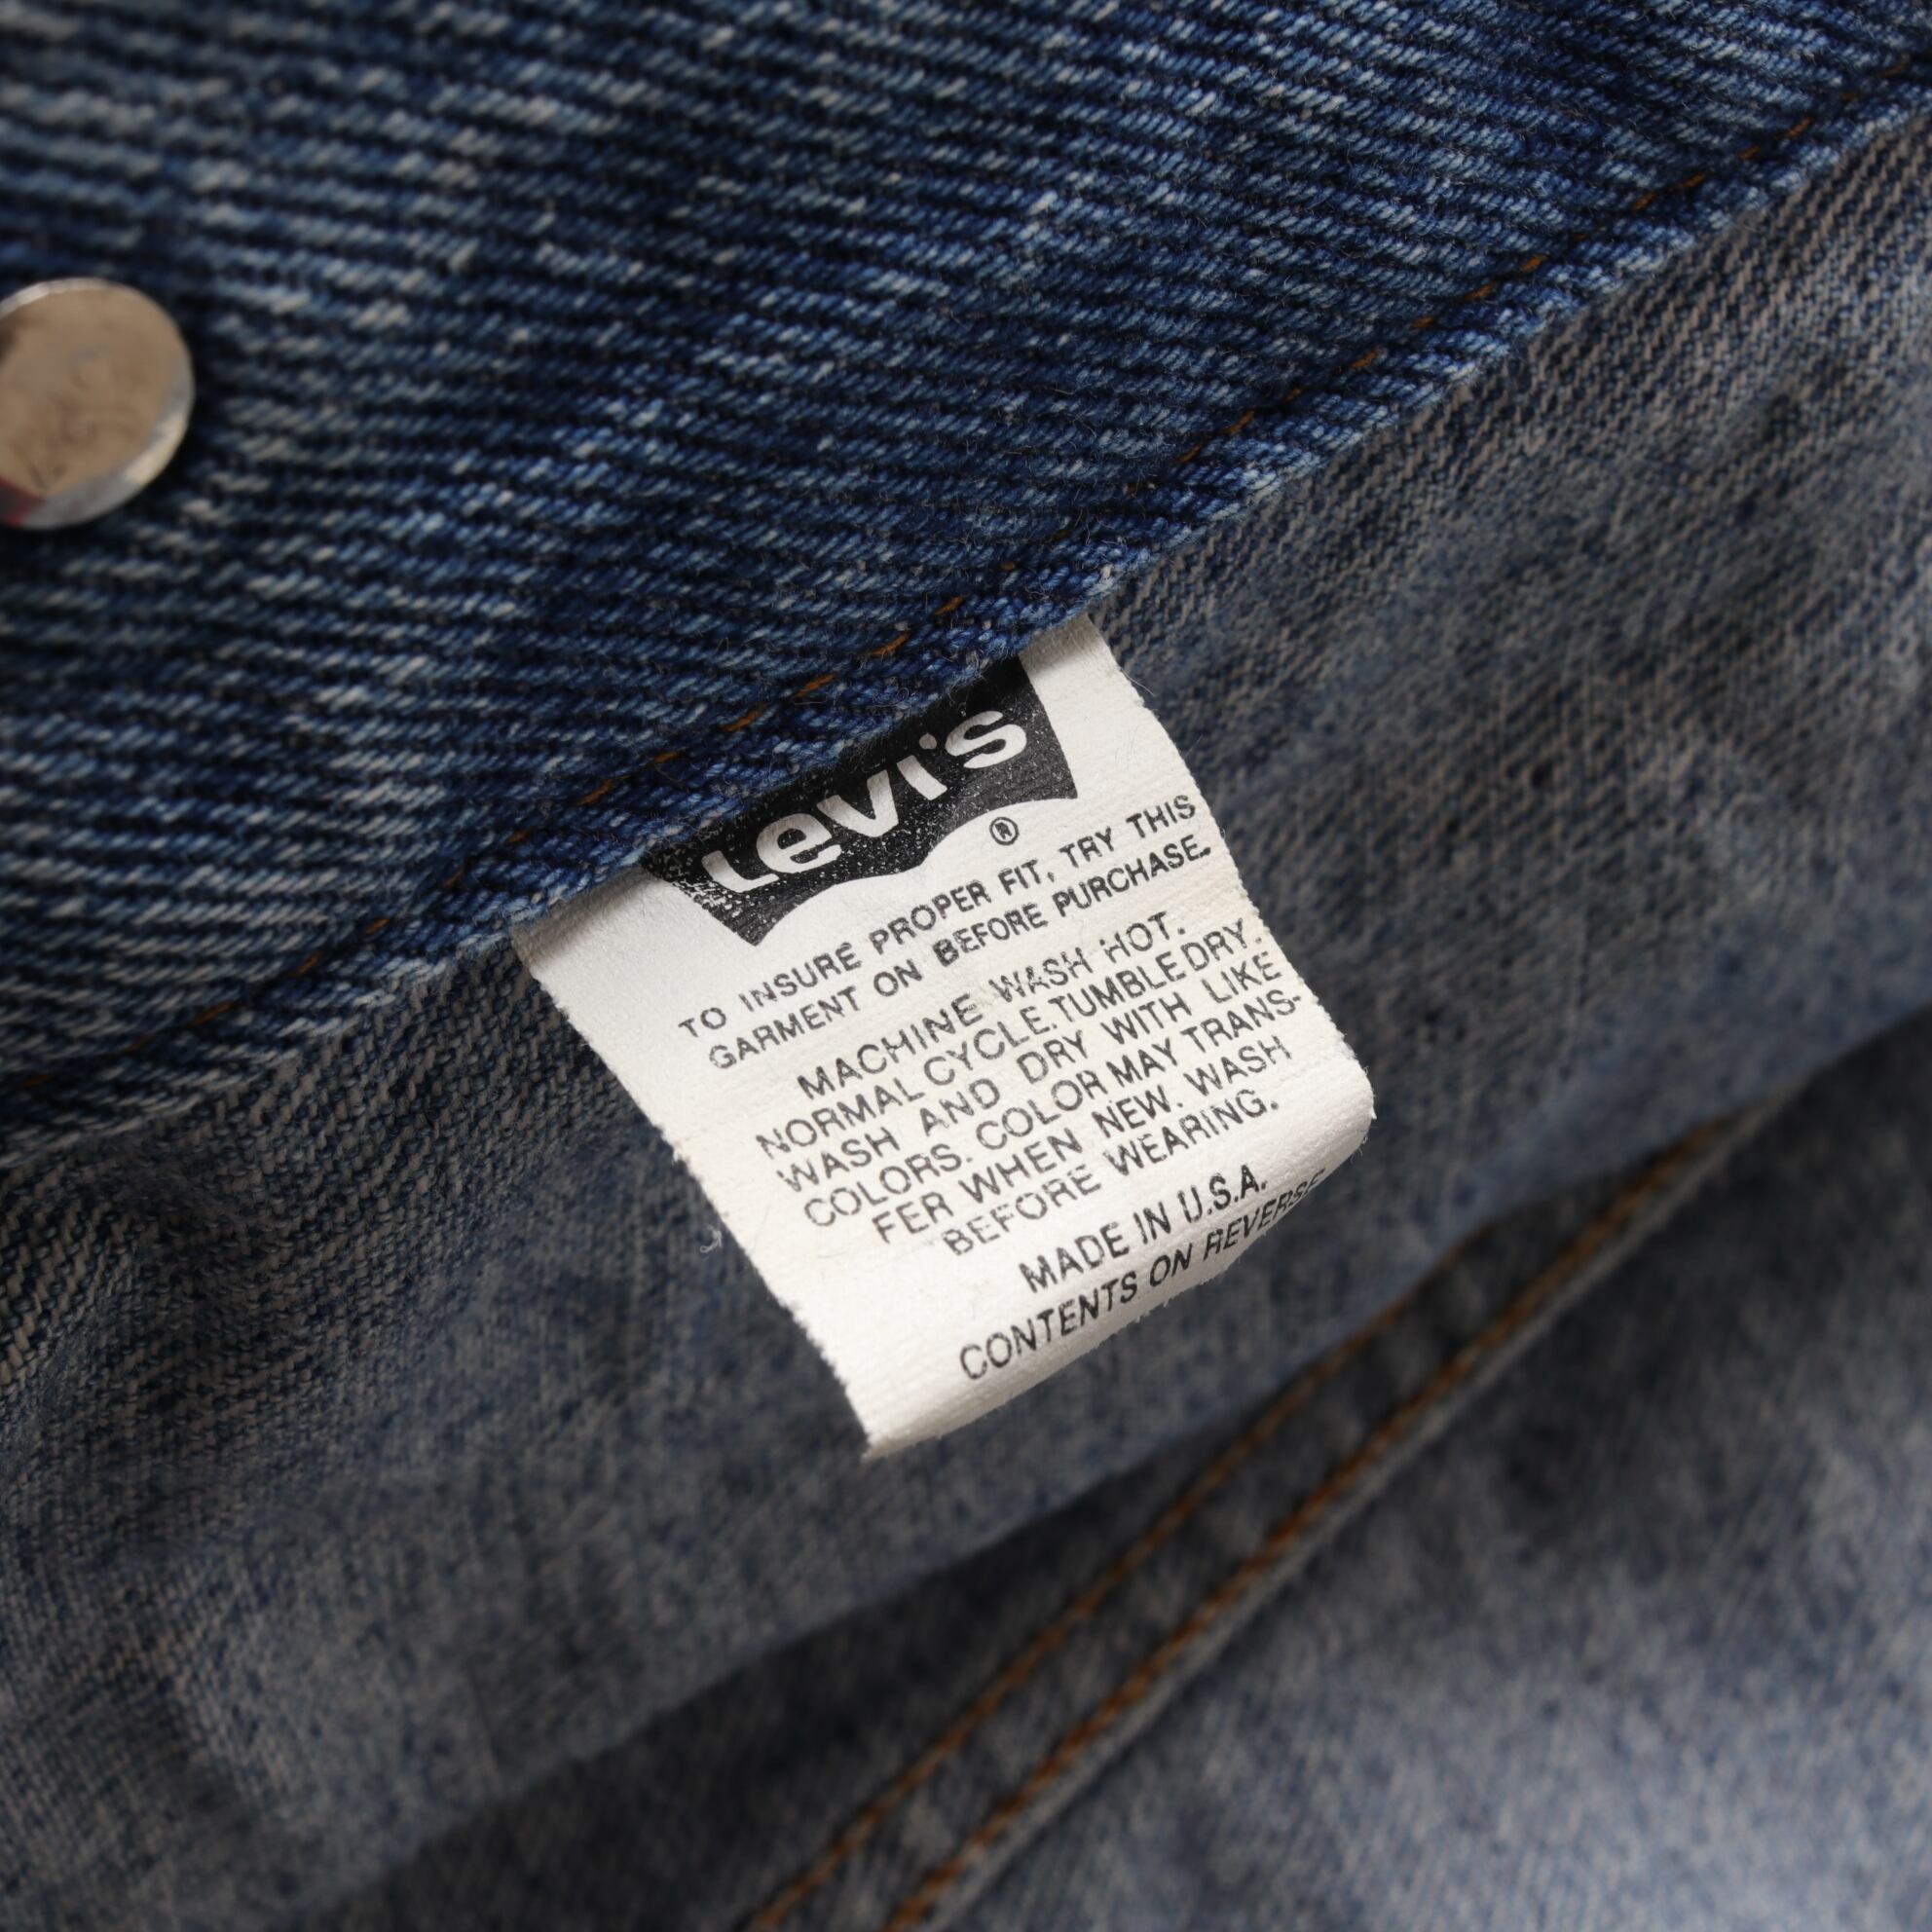 Levi's
®
TO INSURE PROPER FIT, TRY THIS
GARMENT ON BEFORE PURCHASE.
MACHINE WASH HOT.
NORMAL CYCLE. TUMBLE DRY.
WASH AND DRY WITH LIKE
COLORS. COLOR MAY TRANS-
FER WHEN NEW. WASH
BEFORE WEARING.
MADE IN U.S.A.
CONTENTS ON REVERSE